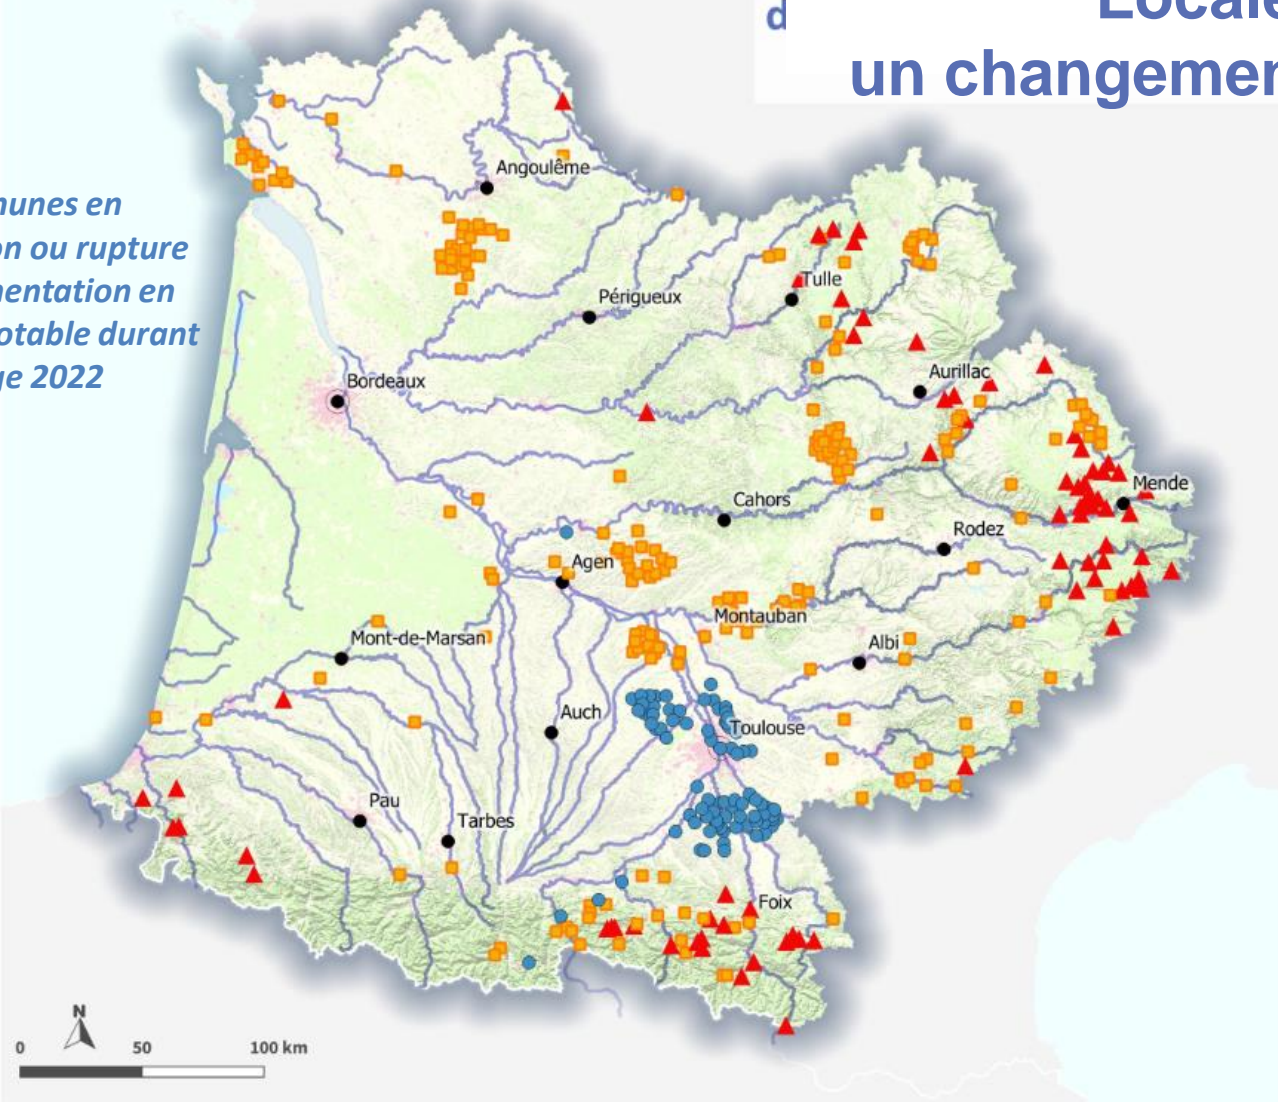 Locale
un changemen
unes en
on ou rupture
mentation en
otable durant
ge 2022
Angoulême
Périgueux
Tulle
Bordeaux
Aurillac
Mende
Cahors
Rodez
Agen
Montauban
Mont-de-Marsan
Albi
Auch
Toulouse
Pau
Tarbes
Foix
N
0 50 100 km